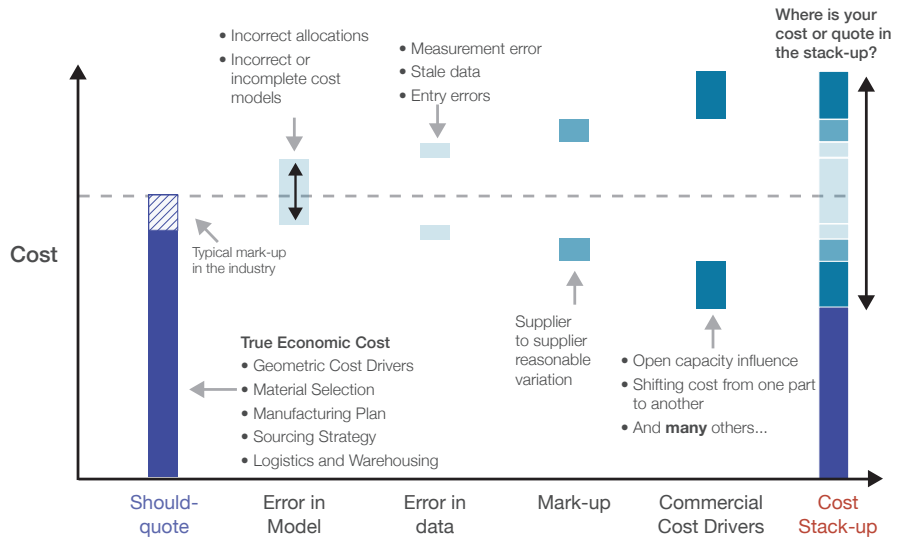 Where is your
cost or quote in
the stack-up?
• Incorrect allocations
• Incorrect or
incomplete cost
models
• Measurement error
• Stale data
• Entry errors
Cost
Typical mark-up
in the industry
True Economic Cost
• Geometric Cost Drivers
• Material Selection
• Manufacturing Plan
• Sourcing Strategy
• Logistics and Warehousing
Supplier
to supplier
reasonable
variation
• Open capacity influence
• Shifting cost from one part
to another
• And many others...
Should-
quote
Error in
Model
Error in
data
Mark-up
Commercial
Cost Drivers
Cost
Stack-up